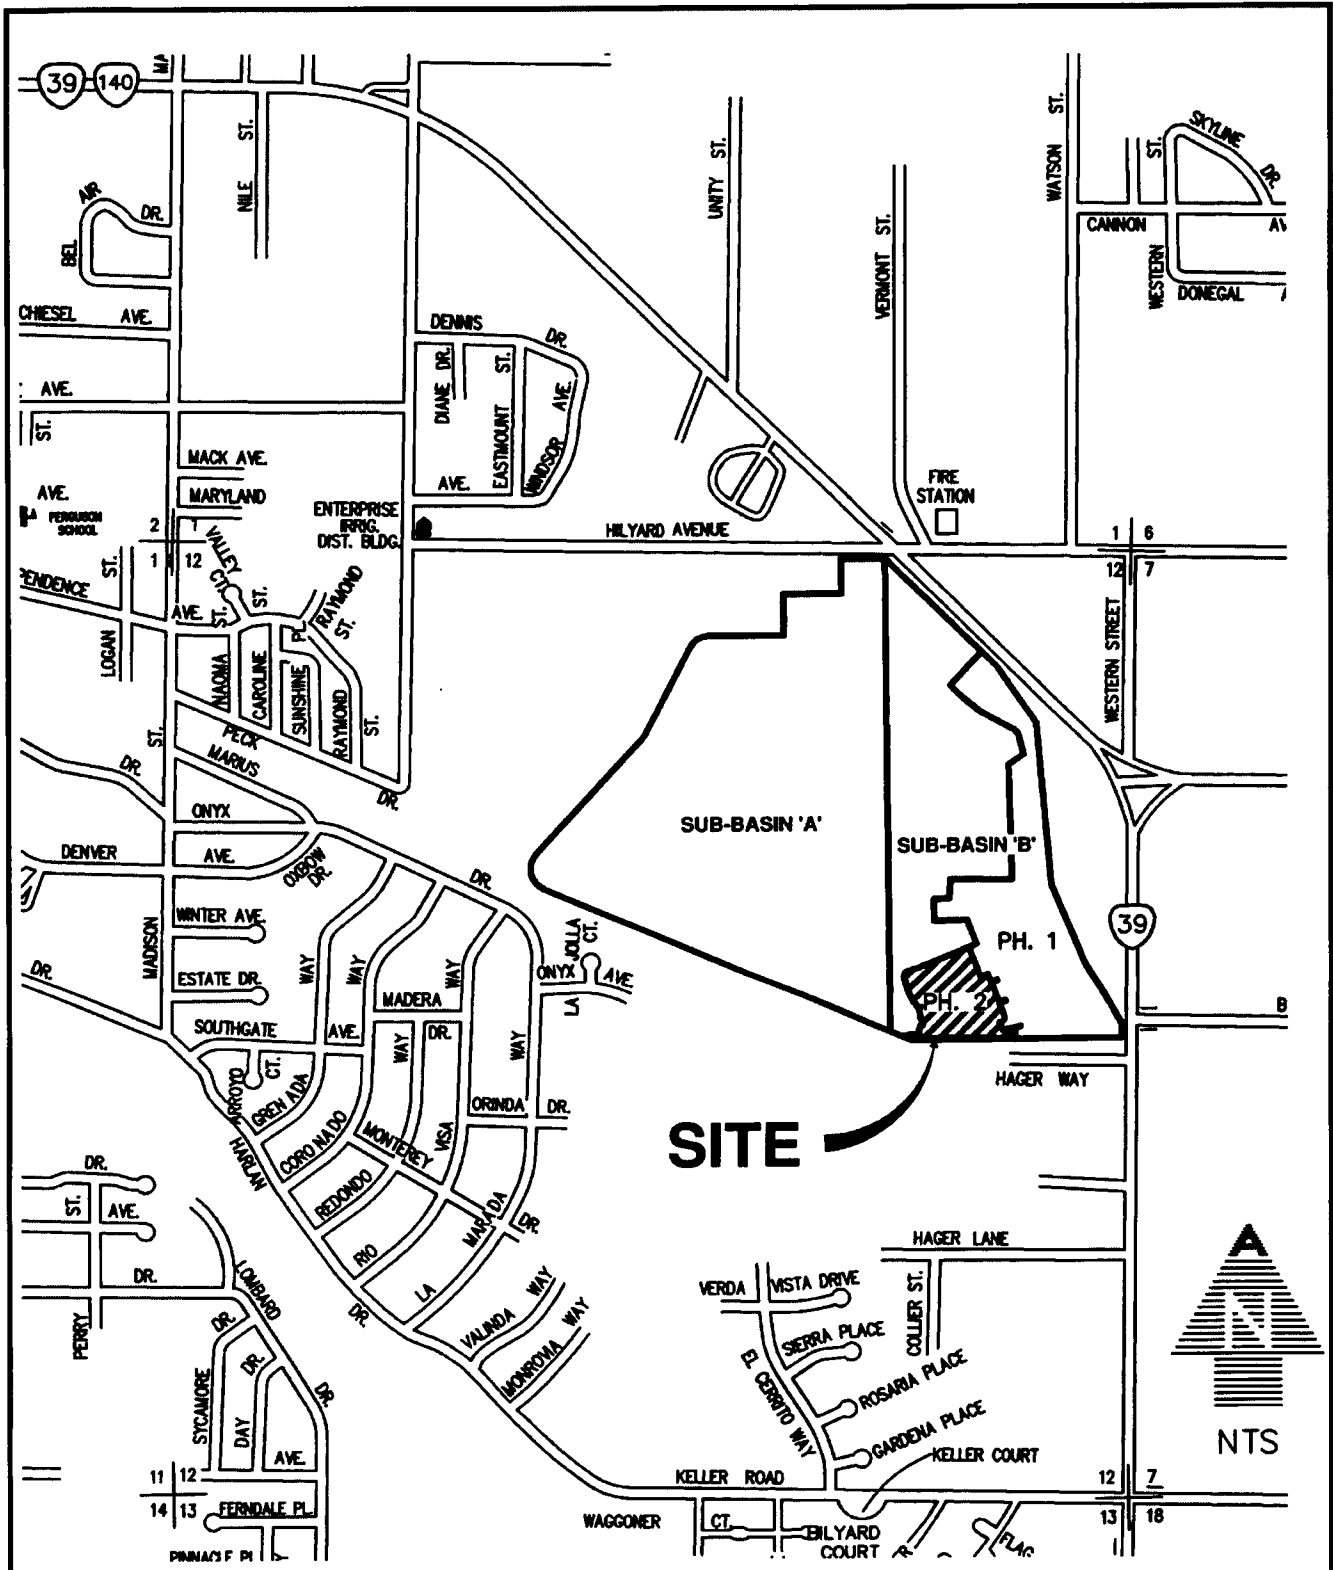 39
140
MA
NILE ST.
UNITY ST.
WATSON ST.
SKYLINE DR.
ST.
CANNON AV
WESTERN
DONEGAL
BEL AIR DR.
VERMONT ST.
CHIESEL AVE.
DENNIS DR.
DIANE DR.
EASTMOUNT ST.
WINDSOR AVE.
AVE.
ST.
AVE.
MACK AVE.
MARYLAND
AVE.
FERGUSON
SCHOOL
ENTERPRISE
IRRIG.
DIST. BLDG.
FIRE
STATION
HILYARD AVENUE
2 1
1 12
1 6
12 7
VALLEY CT.
ST.
PENDENCE AVE.
ST.
LOGAN ST.
PL.
RAYMOND ST.
NAOMA
CAROLINE
SUNSHINE
RAYMOND ST.
WESTERN STREET
PECK DR.
MARIUS
ST.
DR.
ONYX
DENVER AVE.
OXBOW
DR.
DR.
SUB-BASIN 'A'
SUB-BASIN 'B'
WINTER AVE.
MADISON
ESTATE DR.
DR.
WAY
WAY
WAY
LA JOLLA CT.
ONYX AVE.
39
PH. 1
PH. 2
MADERA
DR.
B
SOUTHGATE AVE.
WAY
WAY
HAGER WAY
ARROYO CT.
GRENADA
CORONADO
MONTEREY
VISA
ORINDA DR.
SITE
HARLAN DR.
REDONDO
RIO
LA
MARADA
DR.
DR.
ST.
AVE.
DR.
PERRY
LOMBARD DR.
HAGER LANE
VERDA VISTA DRIVE
COLLIER ST.
SIERRA PLACE
ROSARIA PLACE
GARDENA PLACE
EL CERRITO WAY
KELLER COURT
VALINDA WAY
MONROVIA WAY
DR.
SYCAMORE
DR.
DAY
AVE.
N
NTS
KELLER ROAD
11 12
14 13
12 7
13 18
FERNDALE PL.
WAGGONER CT.
HILYARD
COURT
FLAG
PINNACLE PL